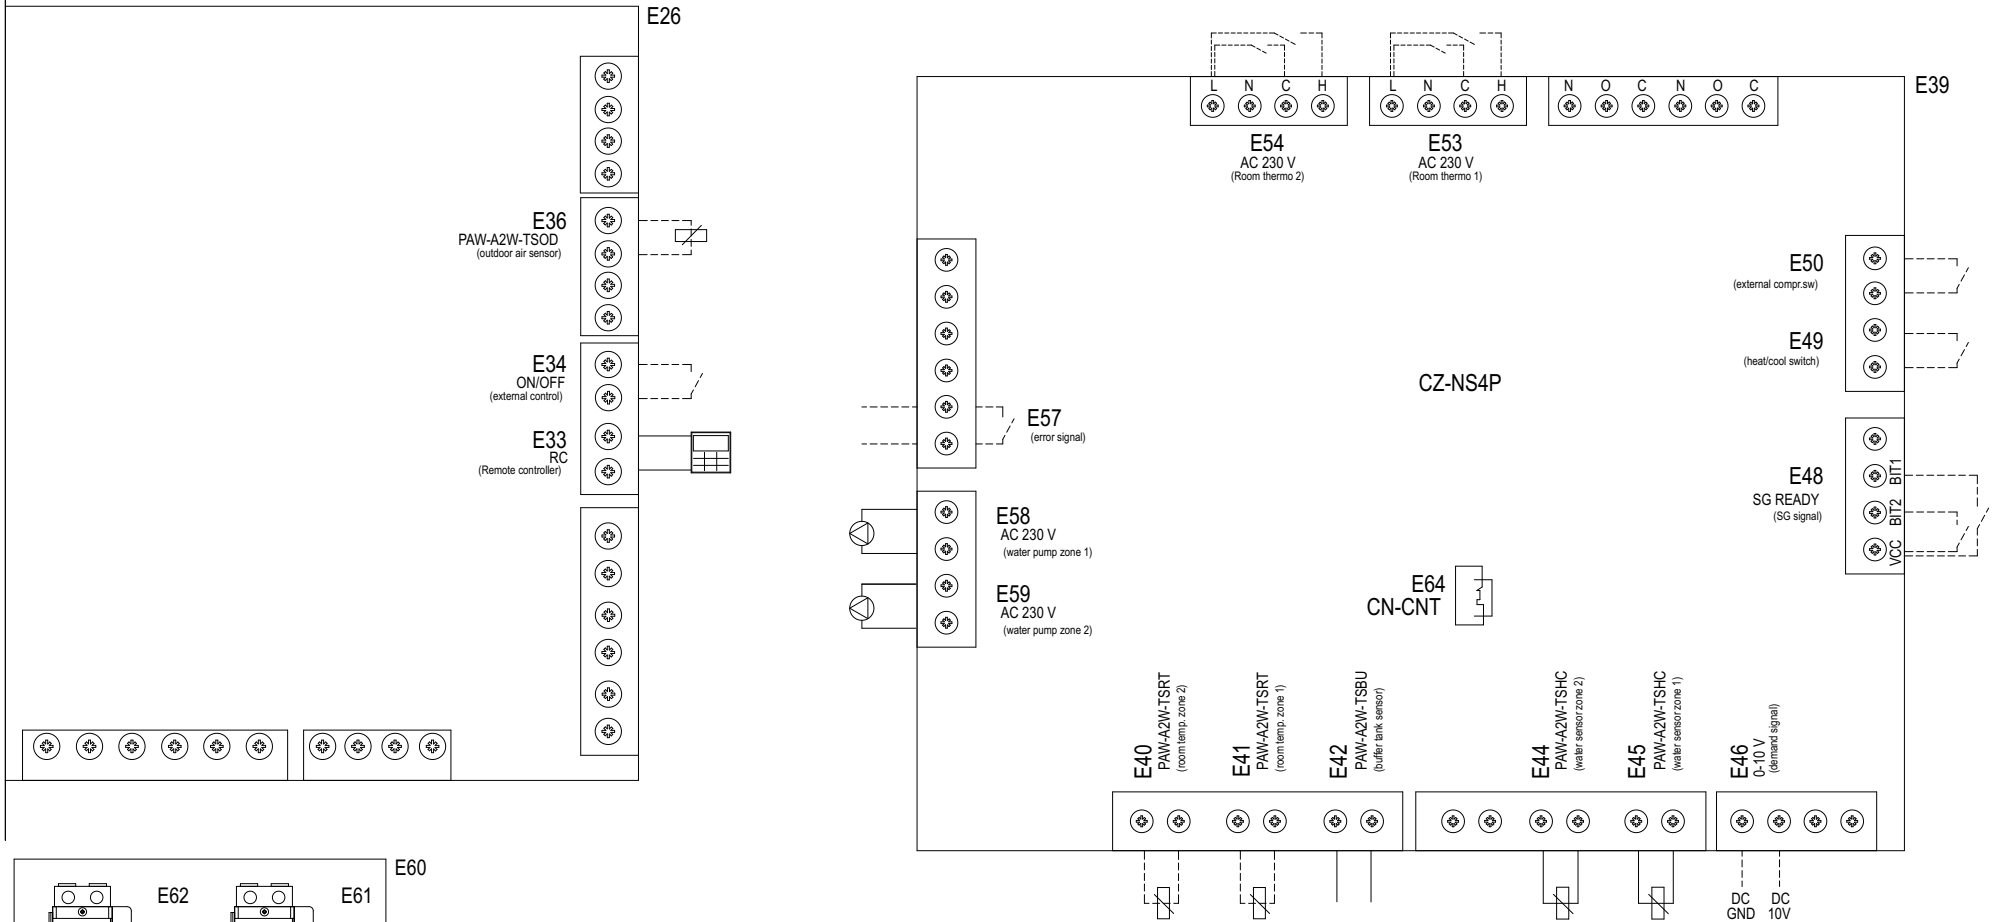 E26
E36
PAW-A2W-TSOD
(outdoor air sensor)
E34
ON/OFF
(external control)
E33
RC
(Remote controller)
E60
E62
E61
E39
L N C H
L N C H
N O C N O C
E54
AC 230 V
(Room thermo 2)
E53
AC 230 V
(Room thermo 1)
E50
(external compr.sw)
E49
(heat/cool switch)
CZ-NS4P
E57
(error signal)
E48
SG READY
(SG signal)
BIT1
BIT2
VCC
E58
AC 230 V
(water pump zone 1)
E59
AC 230 V
(water pump zone 2)
E64
CN-CNT
E40
PAW-A2W-TSRT
(room temp. zone 2)
E41
PAW-A2W-TSRT
(room temp. zone 1)
E42
PAW-A2W-TSBU
(buffer tank sensor)
E44
PAW-A2W-TSHC
(water sensor zone 2)
E45
PAW-A2W-TSHC
(water sensor zone 1)
E46
0-10 V
(demand signal)
DC
GND
DC
10V